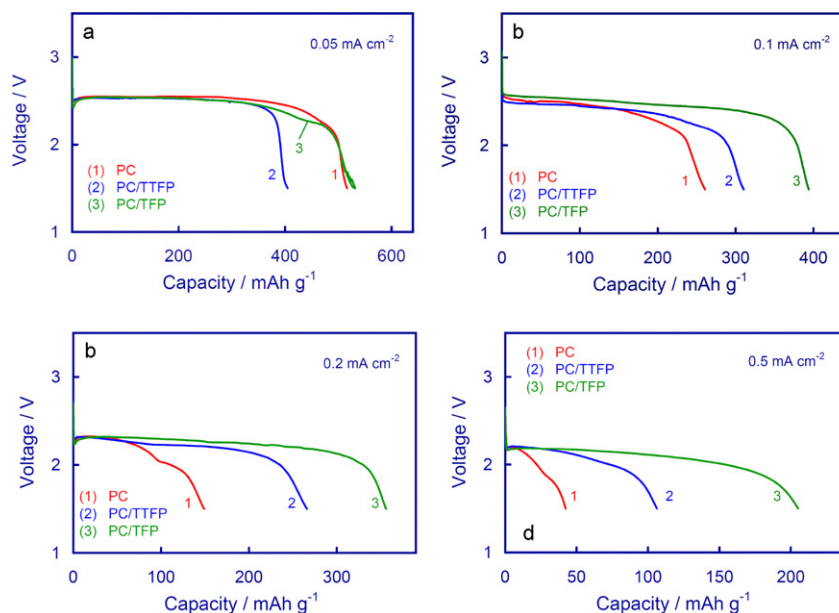 a
0.05 mA cm⁻²
3
2
1
Voltage / V
3
2
1
(1) PC
(2) PC/TTFP
(3) PC/TFP
0 200 400 600
Capacity / mAh g⁻¹
b
0.1 mA cm⁻²
3
2
1
Voltage / V
1
2
3
(1) PC
(2) PC/TTFP
(3) PC/TFP
0 100 200 300 400
Capacity / mAh g⁻¹
b
0.2 mA cm⁻²
3
2
1
Voltage / V
1
2
3
(1) PC
(2) PC/TTFP
(3) PC/TFP
0 100 200 300
Capacity / mAh g⁻¹
(1) PC
(2) PC/TTFP
(3) PC/TFP
0.5 mA cm⁻²
3
2
1
Voltage / V
1
2
3
d
0 50 100 150 200
Capacity / mAh g⁻¹